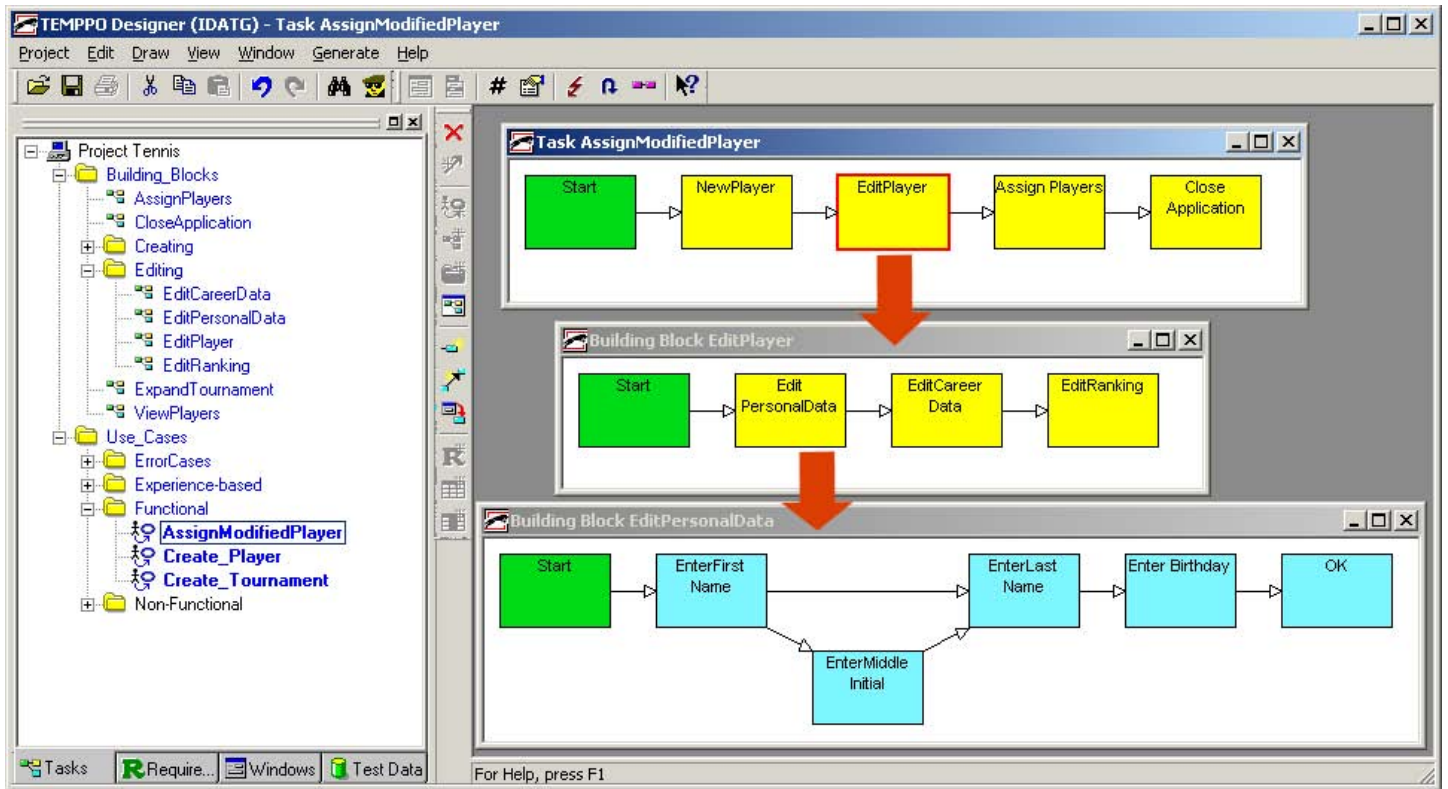 TEMPPO Designer (IDATG) - Task AssignModifiedPlayer
Project Edit Draw View Window Generate Help
Project Tennis
Building_Blocks
AssignPlayers
CloseApplication
Creating
Editing
EditCareerData
EditPersonalData
EditPlayer
EditRanking
ExpandTournament
ViewPlayers
Use_Cases
ErrorCases
Experience-based
Functional
AssignModifiedPlayer
Create_Player
Create_Tournament
Non-Functional
Tasks
R Require...
Windows
Test Data
#
R
Task AssignModifiedPlayer
Start
NewPlayer
EditPlayer
Assign Players
Close
Application
Building Block EditPlayer
Start
Edit
PersonalData
EditCareer
Data
EditRanking
Building Block EditPersonalData
Start
EnterFirst
Name
EnterMiddle
Initial
EnterLast
Name
Enter Birthday
OK
For Help, press F1